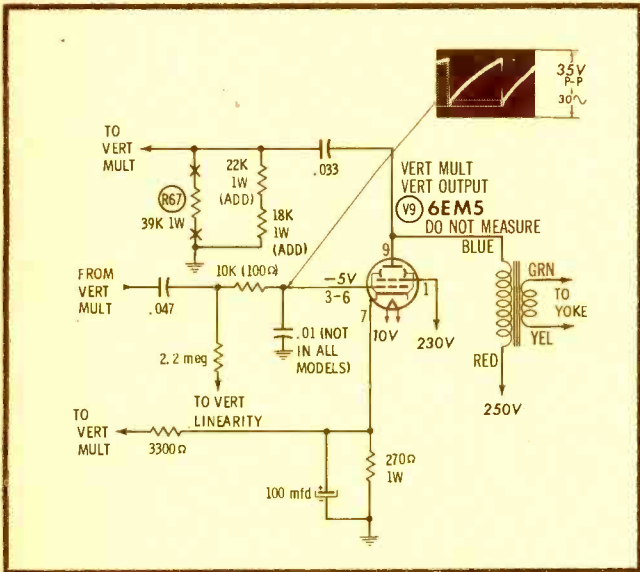 35V
P-P
30∿
TO
VERT
MULT
.033
22K
1W
(ADD)
R67
39K 1W
18K
1W
(ADD)
VERT MULT
VERT OUTPUT
V9 6EM5
DO NOT MEASURE
BLUE
9
GRN
TO
YOKE
YEL
RED
250V
FROM
VERT
MULT
.047
10K (100Ω)
-5V
3-6
1
7
10V
230V
.01 (NOT
IN ALL
MODELS)
2.2 meg
TO VERT
LINEARITY
TO
VERT
MULT
3300Ω
270Ω
1W
100 mfd
+